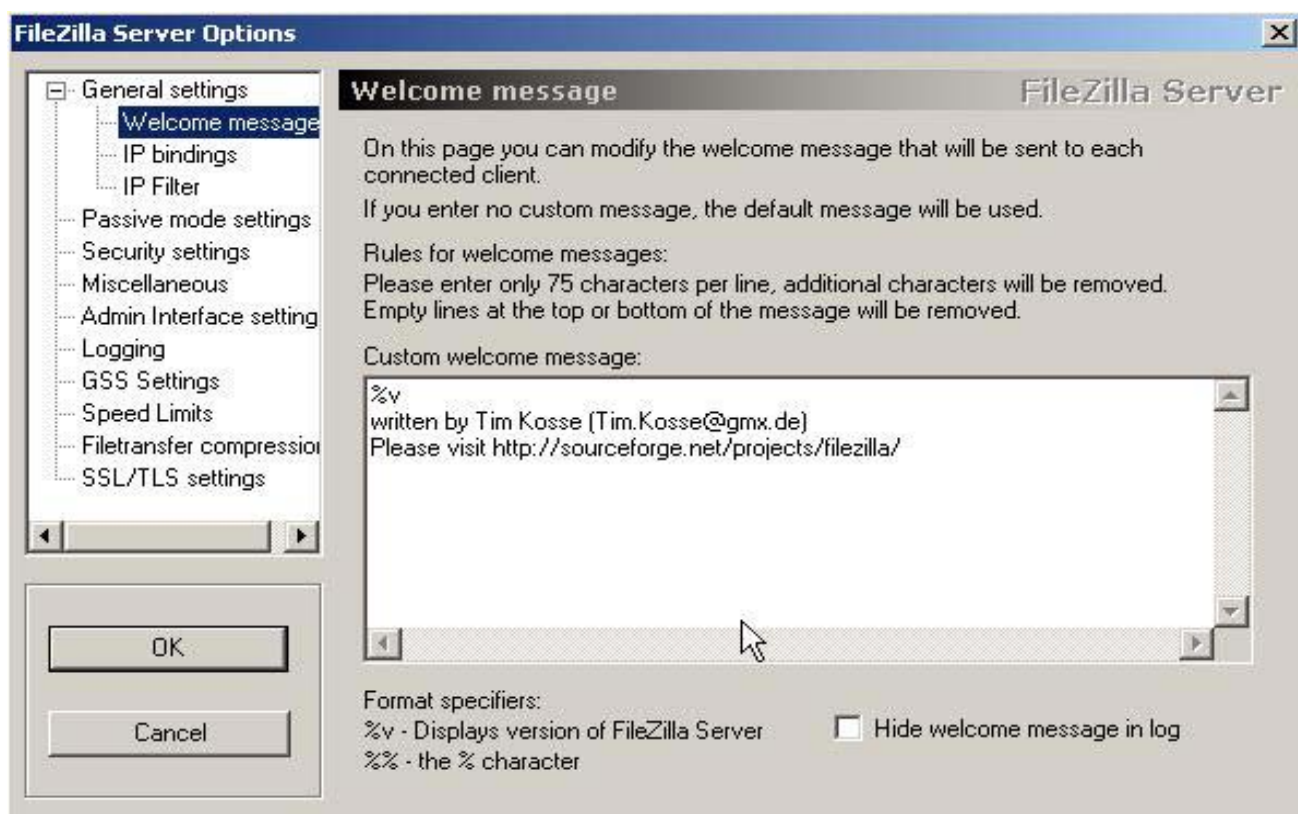 FileZilla Server Options
General settings
Welcome message
IP bindings
IP Filter
Passive mode settings
Security settings
Miscellaneous
Admin Interface setting
Logging
GSS Settings
Speed Limits
Filetransfer compression
SSL/TLS settings
OK
Cancel
Welcome message
FileZilla Server
On this page you can modify the welcome message that will be sent to each
connected client.
If you enter no custom message, the default message will be used.
Rules for welcome messages:
Please enter only 75 characters per line, additional characters will be removed.
Empty lines at the top or bottom of the message will be removed.
Custom welcome message:
%v
written by Tim Kosse (Tim.Kosse@gmx.de)
Please visit http://sourceforge.net/projects/filezilla/
Format specifiers:
%v - Displays version of FileZilla Server
%% - the % character
Hide welcome message in log